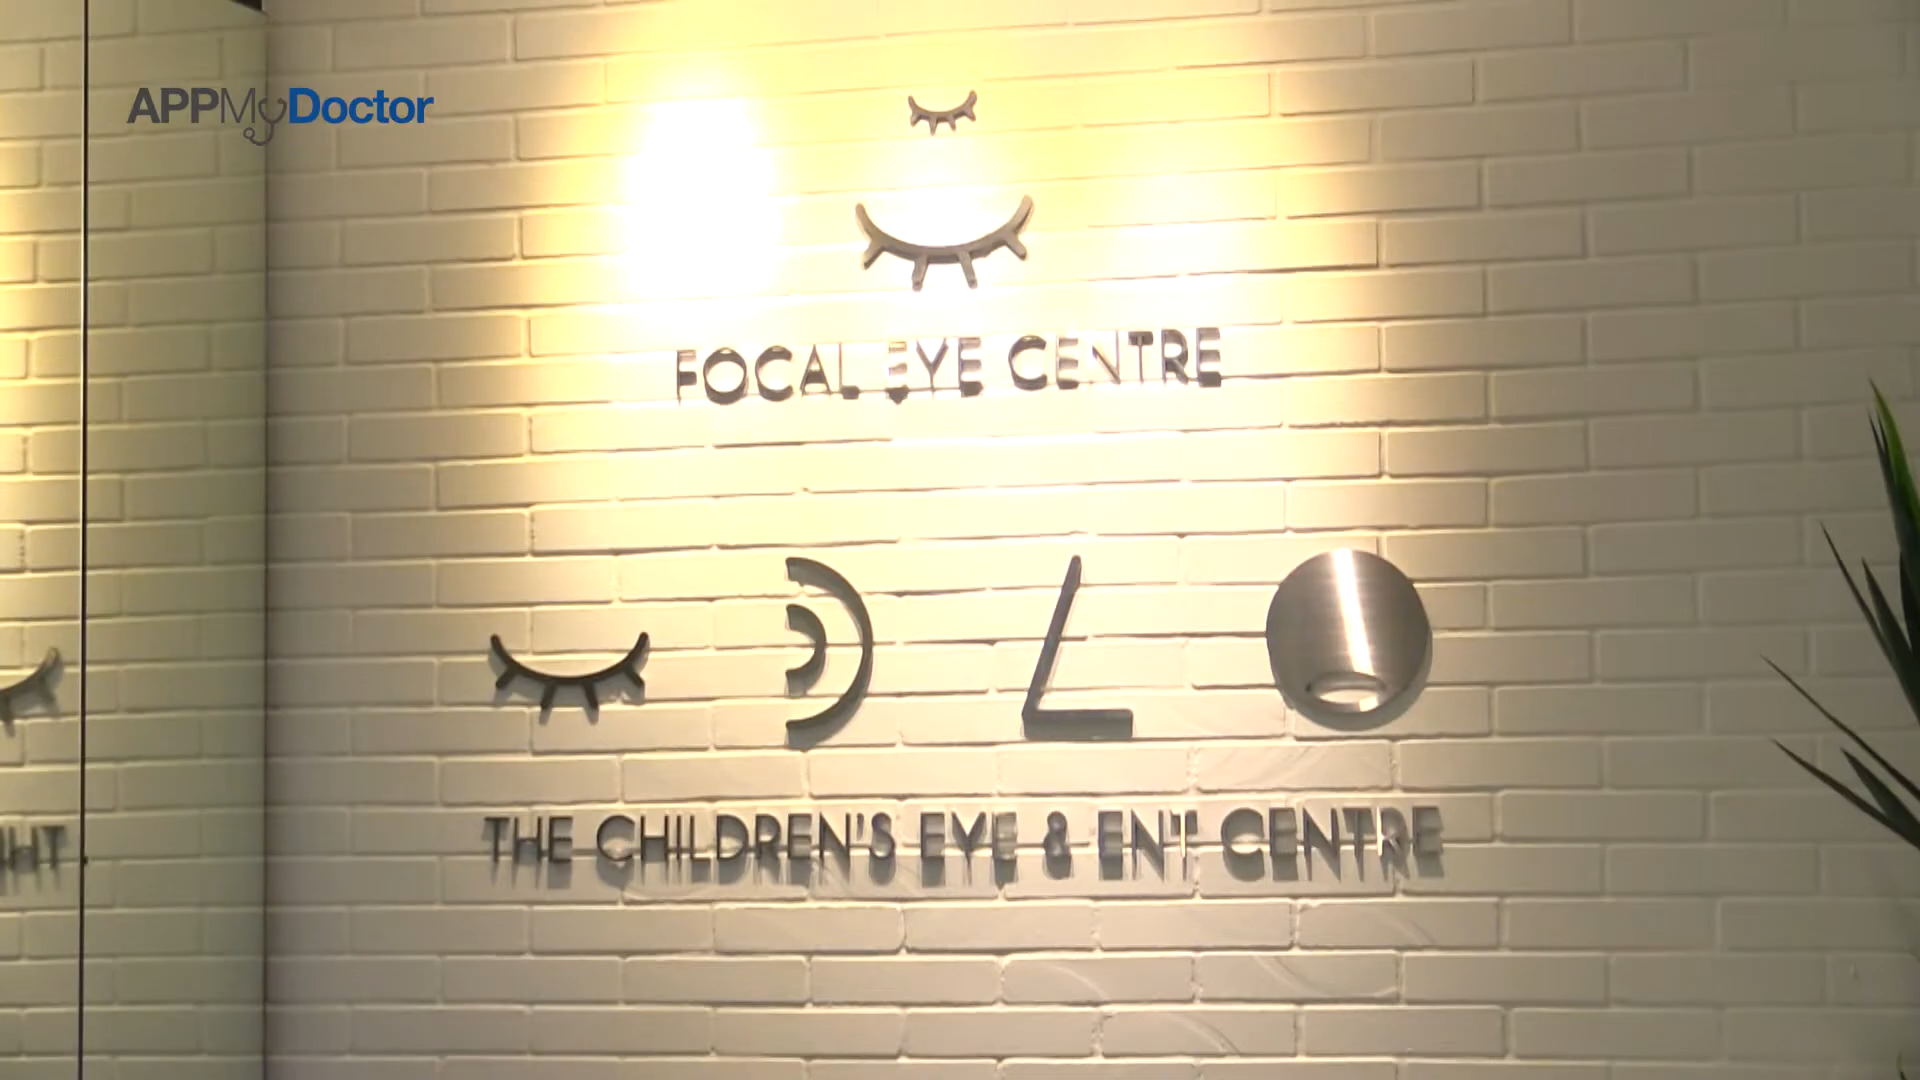 APPMyDoctor
FOCAL EYE CENTRE
THE CHILDREN'S EYE & ENT CENTRE